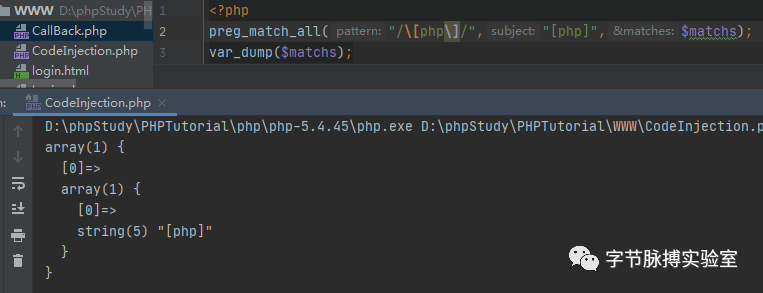 WWW D:\phpStudy\PH
CallBack.php
CodeInjection.php
login.html
1 <?php
2 preg_match_all( pattern: "/\[php\]/", subject: "[php]", &matches: $matchs);
3 var_dump($matchs);
n: CodeInjection.php ×
D:\phpStudy\PHPTutorial\php\php-5.4.45\php.exe D:\phpStudy\PHPTutorial\WWW\CodeInjection.p
array(1) {
[0]=>
array(1) {
[0]=>
string(5) "[php]"
}
}
字节脉搏实验室